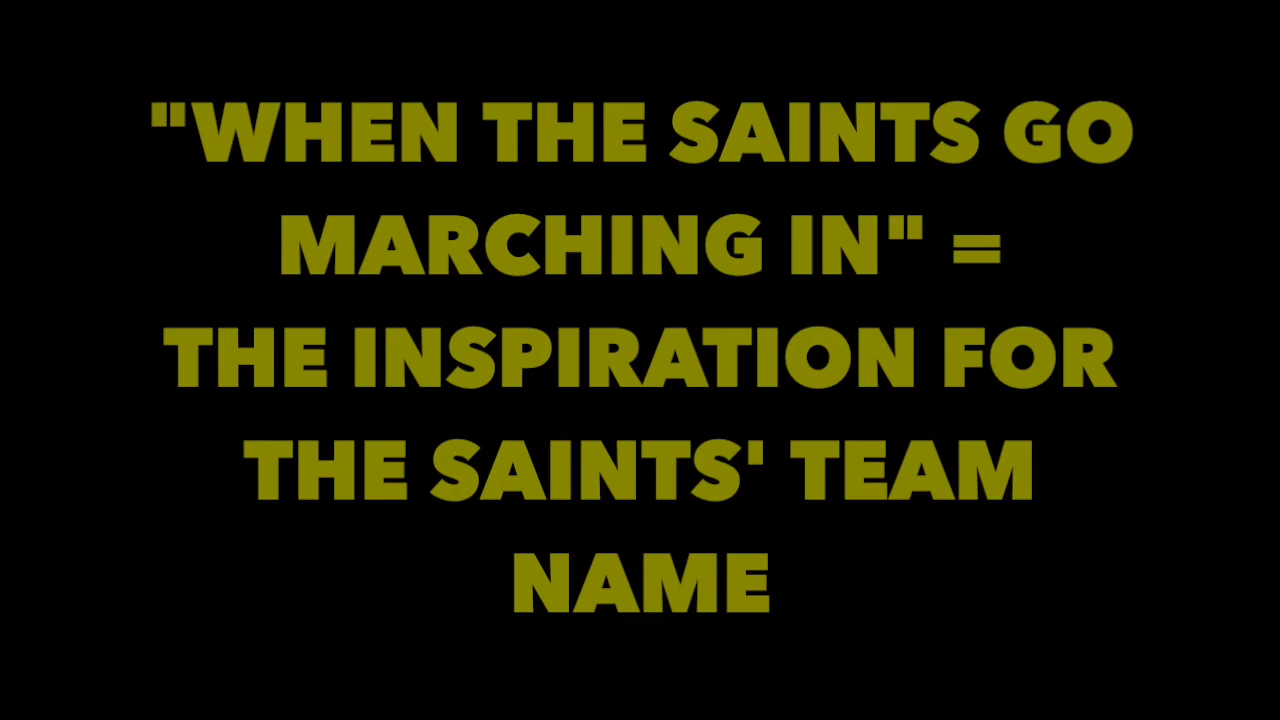 "WHEN THE SAINTS GO
MARCHING IN" =
THE INSPIRATION FOR
THE SAINTS' TEAM
NAME